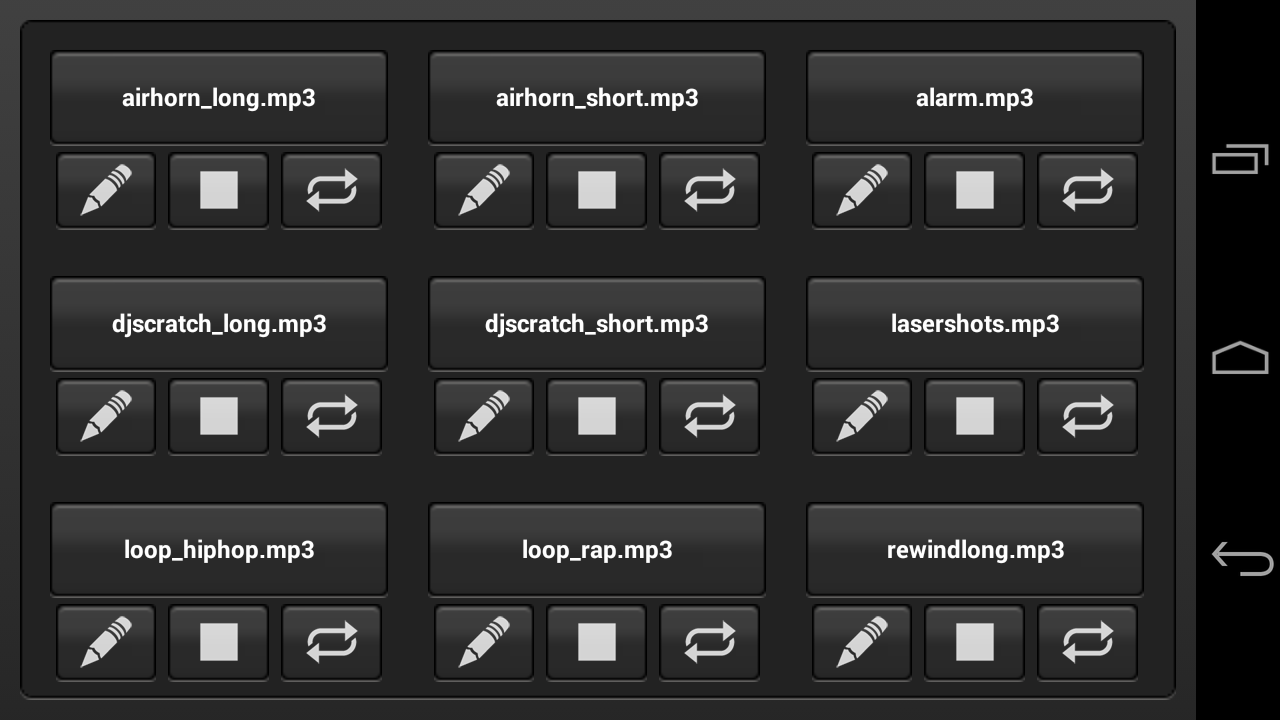 airhorn_long.mp3
airhorn_short.mp3
alarm.mp3
djscratch_long.mp3
djscratch_short.mp3
lasershots.mp3
loop_hiphop.mp3
loop_rap.mp3
rewindlong.mp3